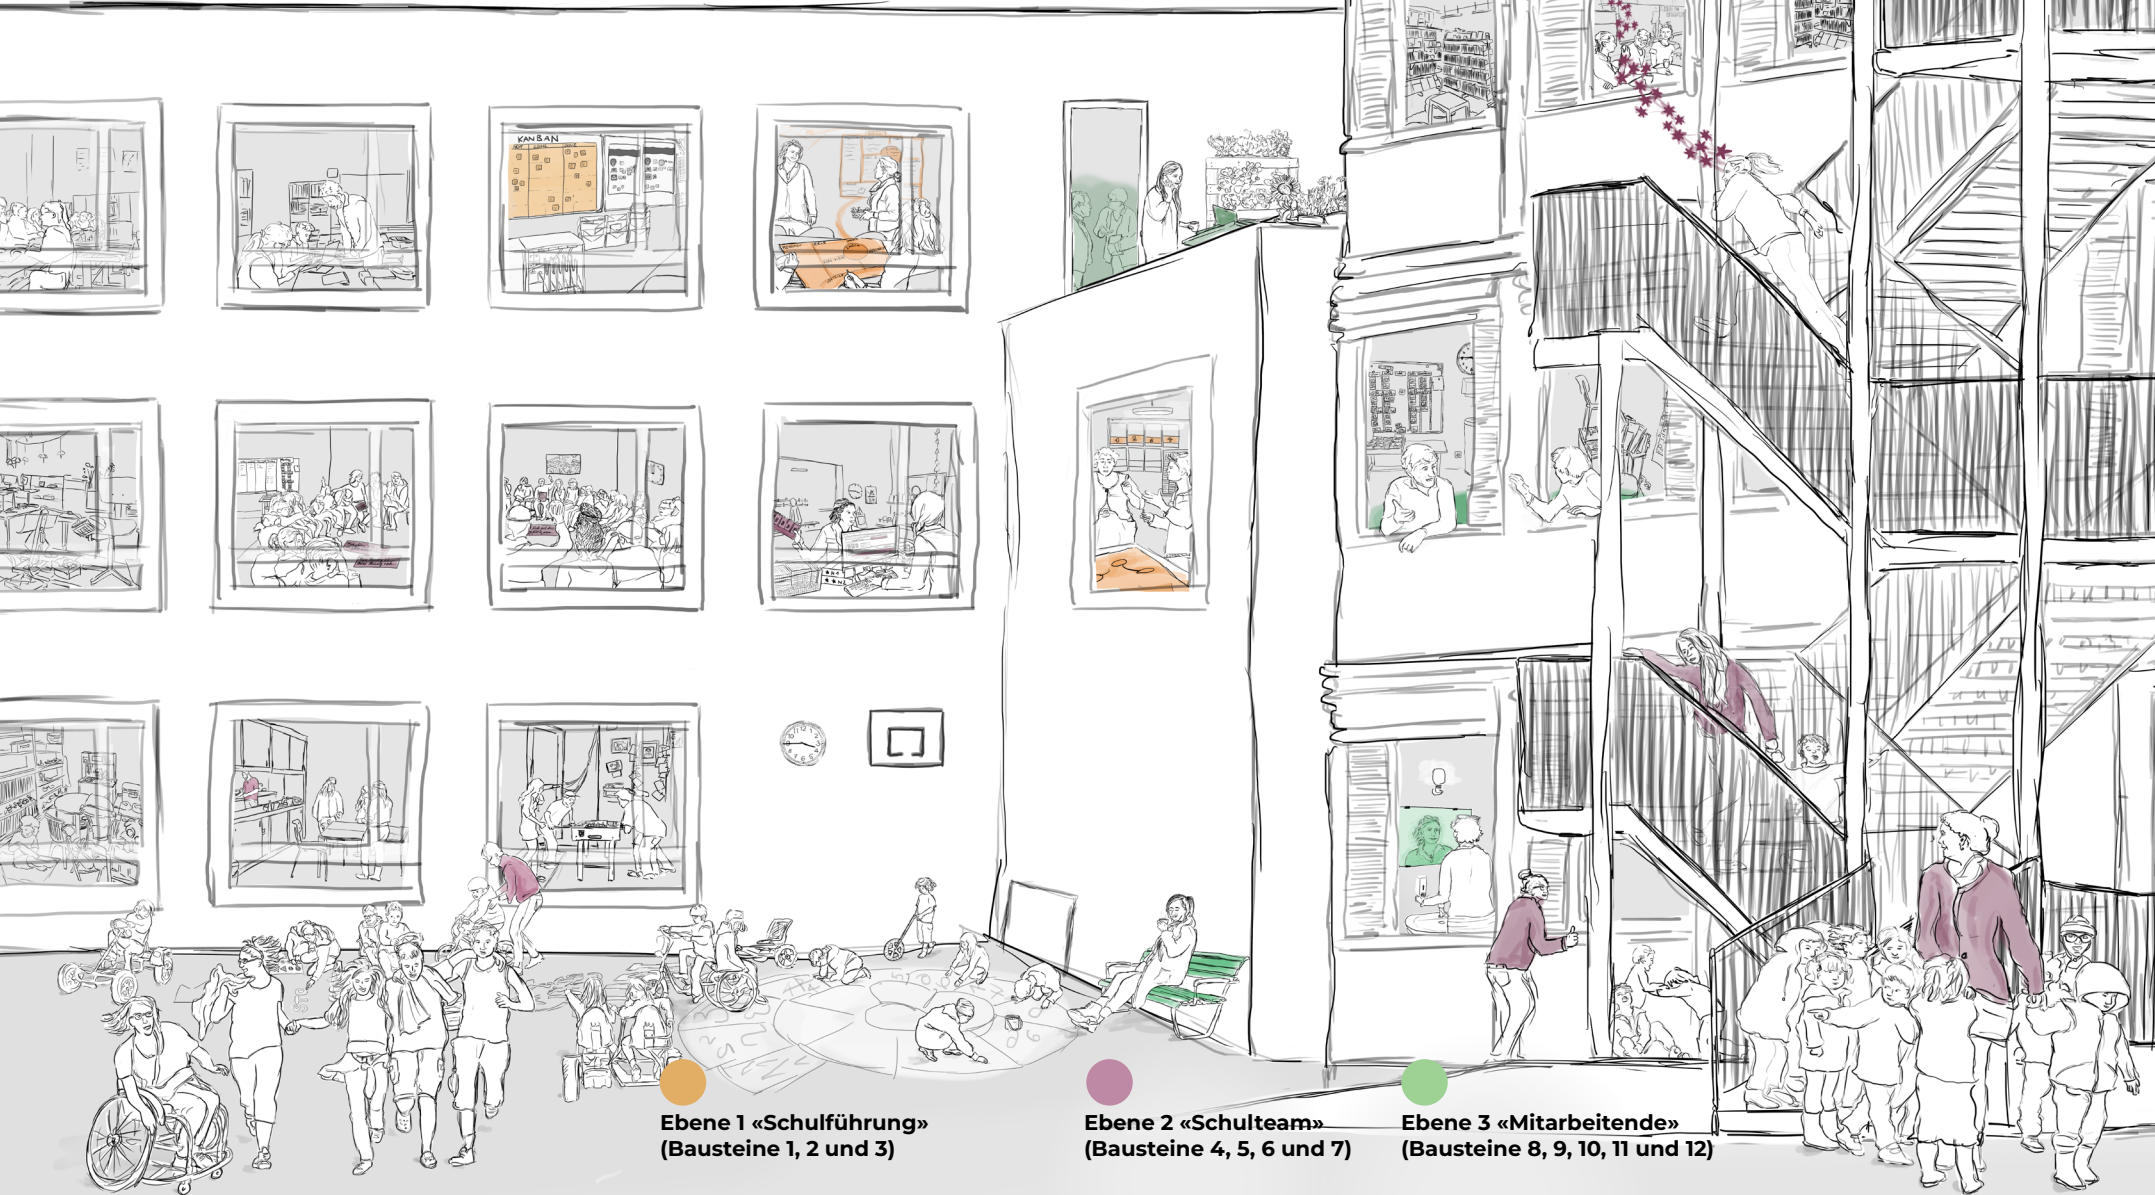 KANBAN
Ebene 1 «Schulführung»
(Bausteine 1, 2 und 3)
Ebene 2 «Schulteam»
(Bausteine 4, 5, 6 und 7)
Ebene 3 «Mitarbeitende»
(Bausteine 8, 9, 10, 11 und 12)